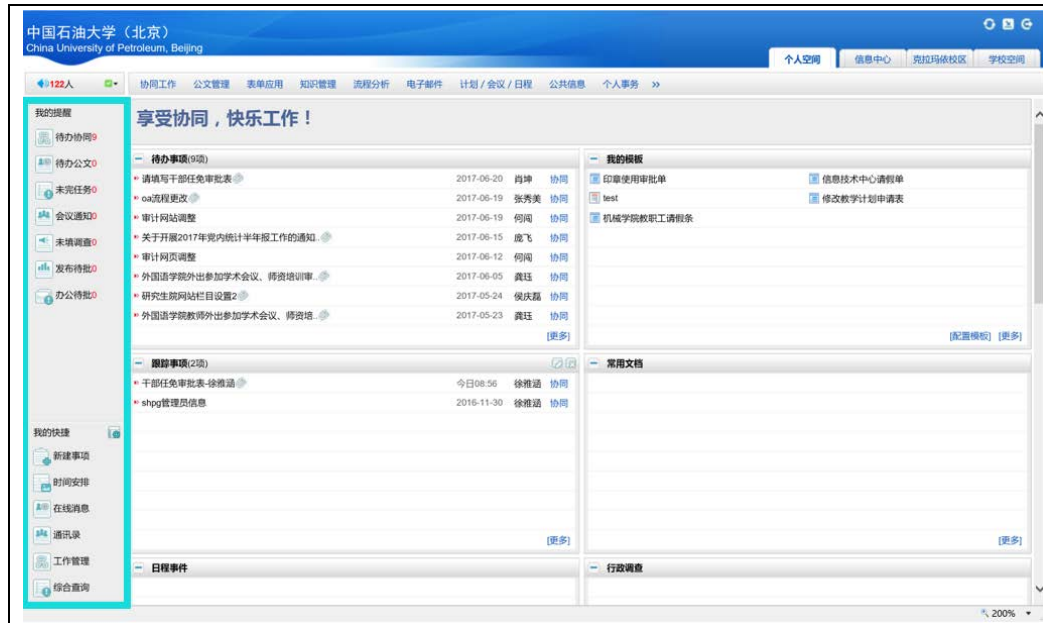 中国石油大学（北京）
China University of Petroleum, Beijing
个人空间 信息中心 克拉玛依校区 学校空间
122人
协同工作 公文管理 表单应用 知识管理 流程分析 电子邮件 计划 / 会议 / 日程 公共信息 个人事务 »
我的提醒
待办协同9
待办公文0
未完任务0
会议通知0
未填调查0
发布待批0
办公待批0
我的快捷
新建事项
时间安排
在线消息
通讯录
工作管理
综合查询
享受协同，快乐工作！
待办事项(9项)
请填写干部任免审批表 2017-06-20 肖坤 协同
oa流程更改 2017-06-19 张秀美 协同
审计网站调整 2017-06-19 何闯 协同
关于开展2017年党内统计半年报工作的通知.. 2017-06-15 庞飞 协同
审计网页调整 2017-06-12 何闯 协同
外国语学院外出参加学术会议、师资培训审.. 2017-06-05 龚珏 协同
研究生院网站栏目设置2 2017-05-24 侯庆磊 协同
外国语学院教师外出参加学术会议、师资培.. 2017-05-23 龚珏 协同
[更多]
我的模板
印章使用审批单 信息技术中心请假单
test 修改教学计划申请表
机械学院教职工请假条
[配置模板] [更多]
跟踪事项(2项)
干部任免审批表-徐雅涵 今日08:56 徐雅涵 协同
shpg管理员信息 2016-11-30 徐雅涵 协同
[更多]
常用文档
[更多]
日程事件
行政调查
200%